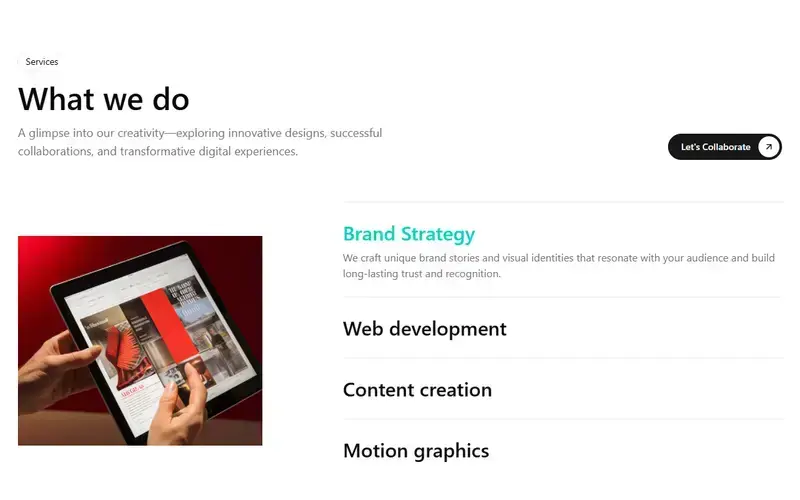 Services
What we do
A glimpse into our creativity—exploring innovative designs, successful
collaborations, and transformative digital experiences.
Let's Collaborate
Brand Strategy
We craft unique brand stories and visual identities that resonate with your audience and build
long-lasting trust and recognition.
Web development
Content creation
Motion graphics